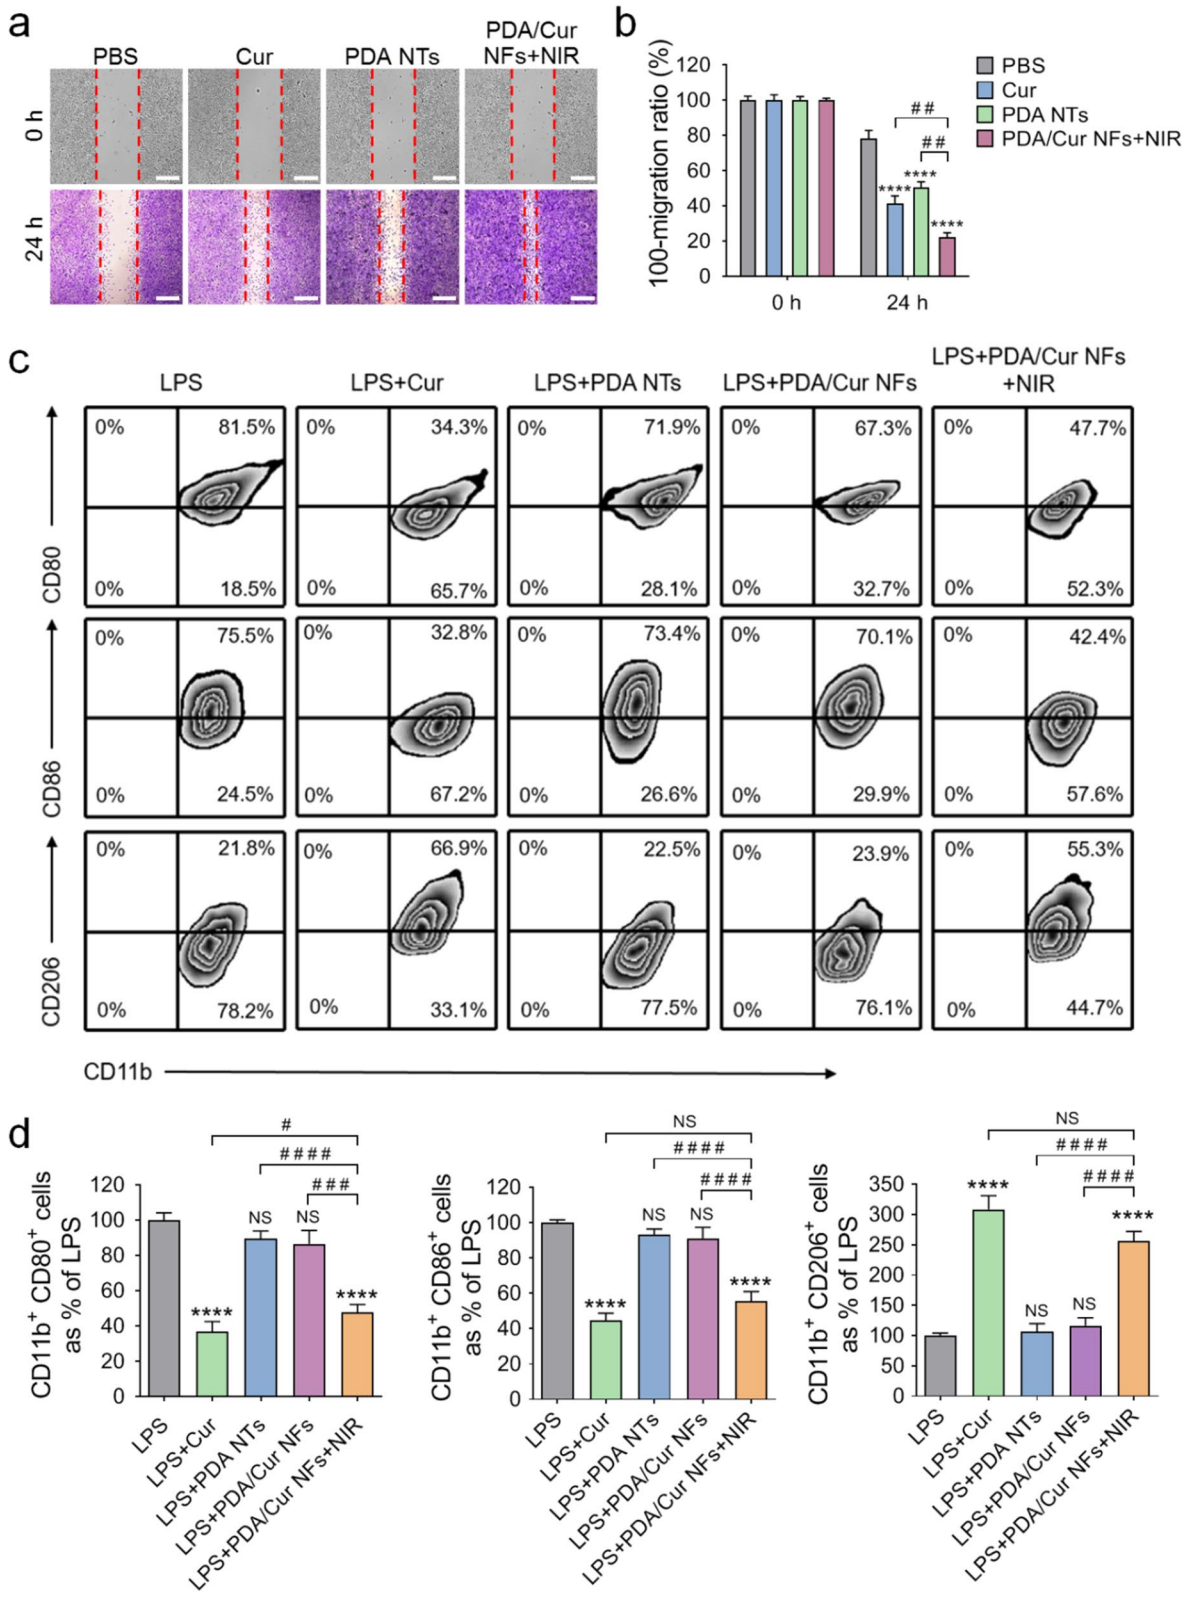 a
PBS
Cur
PDA NTs
PDA/Cur
NFs+NIR
0 h
24 h
b
100-migration ratio (%)
120
100
80
60
40
20
0
0 h
24 h
****
****
****
##
##
PBS
Cur
PDA NTs
PDA/Cur NFs+NIR
c
LPS
LPS+Cur
LPS+PDA NTs
LPS+PDA/Cur NFs
LPS+PDA/Cur NFs
+NIR
CD80
0% 81.5% 0% 34.3% 0% 71.9% 0% 67.3% 0% 47.7%
0% 18.5% 0% 65.7% 0% 28.1% 0% 32.7% 0% 52.3%
CD86
0% 75.5% 0% 32.8% 0% 73.4% 0% 70.1% 0% 42.4%
0% 24.5% 0% 67.2% 0% 26.6% 0% 29.9% 0% 57.6%
CD206
0% 21.8% 0% 66.9% 0% 22.5% 0% 23.9% 0% 55.3%
0% 78.2% 0% 33.1% 0% 77.5% 0% 76.1% 0% 44.7%
CD11b
d
CD11b+ CD80+ cells
as % of LPS
120
100
80
60
40
20
0
#
####
###
****
NS
NS
****
LPS
LPS+Cur
LPS+PDA NTs
LPS+PDA/Cur NFs
LPS+PDA/Cur NFs+NIR
CD11b+ CD86+ cells
as % of LPS
120
100
80
60
40
20
0
NS
####
####
****
NS
NS
****
LPS
LPS+Cur
LPS+PDA NTs
LPS+PDA/Cur NFs
LPS+PDA/Cur NFs+NIR
CD11b+ CD206+ cells
as % of LPS
350
300
250
200
150
100
50
0
NS
####
####
****
NS
NS
****
LPS
LPS+Cur
LPS+PDA NTs
LPS+PDA/Cur NFs
LPS+PDA/Cur NFs+NIR